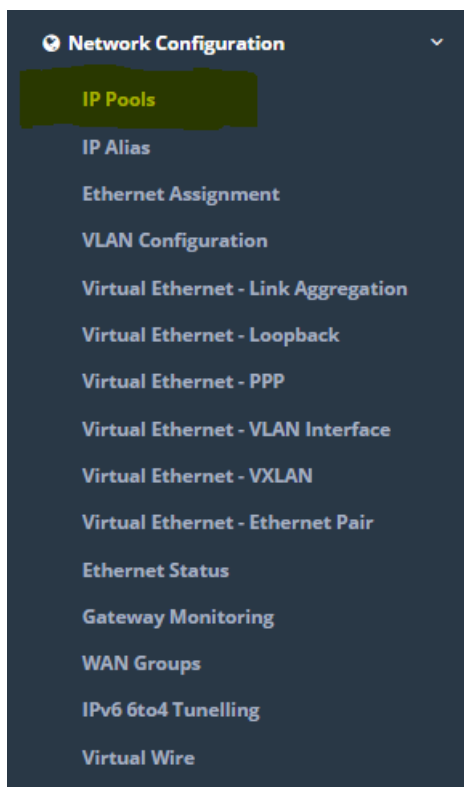 Network Configuration
IP Pools
IP Alias
Ethernet Assignment
VLAN Configuration
Virtual Ethernet - Link Aggregation
Virtual Ethernet - Loopback
Virtual Ethernet - PPP
Virtual Ethernet - VLAN Interface
Virtual Ethernet - VXLAN
Virtual Ethernet - Ethernet Pair
Ethernet Status
Gateway Monitoring
WAN Groups
IPv6 6to4 Tunelling
Virtual Wire